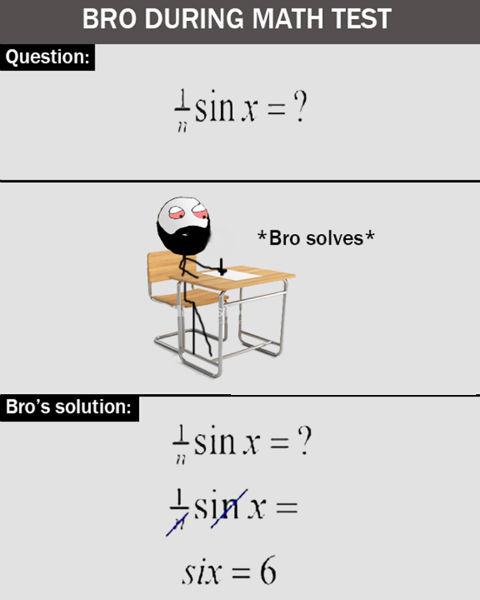 BRO DURING MATH TEST
Question:
1/n sin x = ?
*Bro solves*
Bro's solution:
1/n sin x = ?
1/n sin x =
six = 6